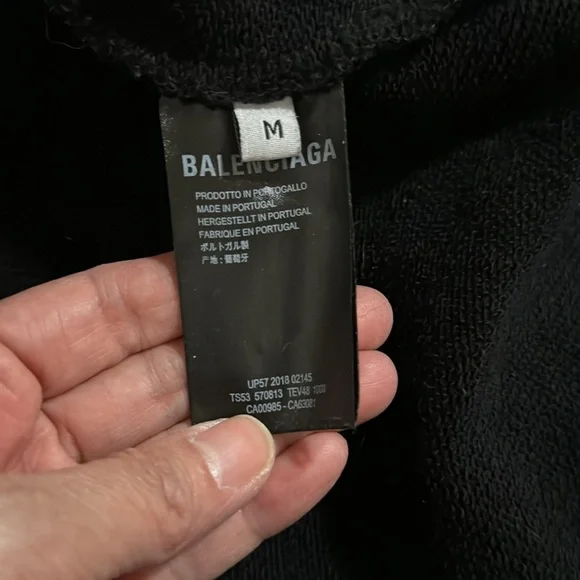 M
BALENCIAGA
PRODOTTO IN PORTOGALLO
MADE IN PORTUGAL
HERGESTELLT IN PORTUGAL
FABRIQUE EN PORTUGAL
ポルトガル製
产地:葡萄牙
UP57 2018 02145
TS53 570813 TEV48 1000
CA00985 - CA63081